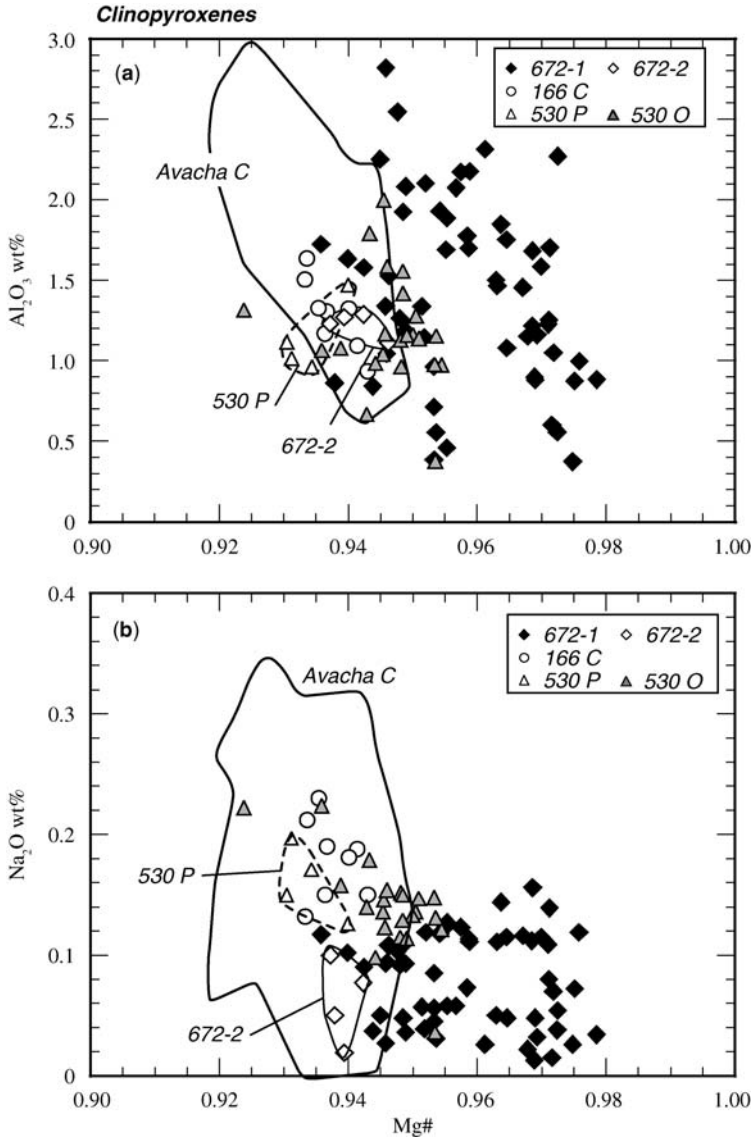 Clinopyroxenes
(a)
672-1 672-2
166 C
530 P 530 O
Avacha C
530 P
672-2
Al₂O₃ wt%
3.0
2.5
2.0
1.5
1.0
0.5
0
0.90 0.92 0.94 0.96 0.98 1.00
(b)
672-1 672-2
166 C
530 P 530 O
Avacha C
530 P
672-2
Na₂O wt%
0.4
0.3
0.2
0.1
0
0.90 0.92 0.94 0.96 0.98 1.00
Mg#